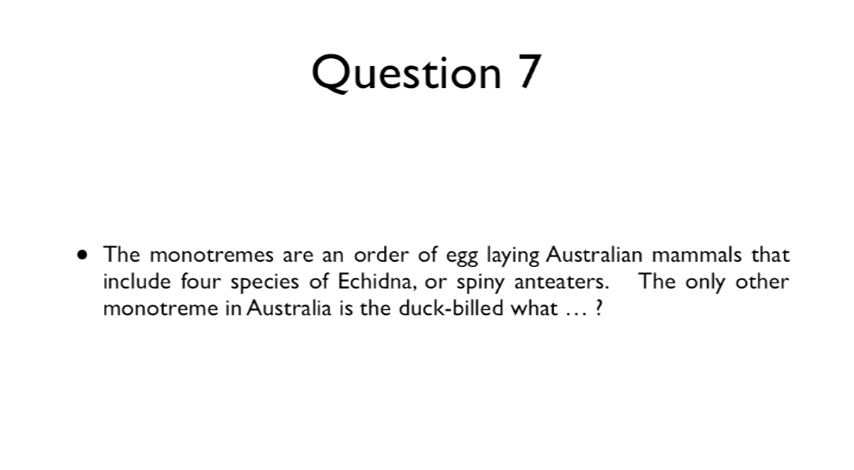 Question 7
• The monotremes are an order of egg laying Australian mammals that
include four species of Echidna, or spiny anteaters. The only other
monotreme in Australia is the duck-billed what … ?